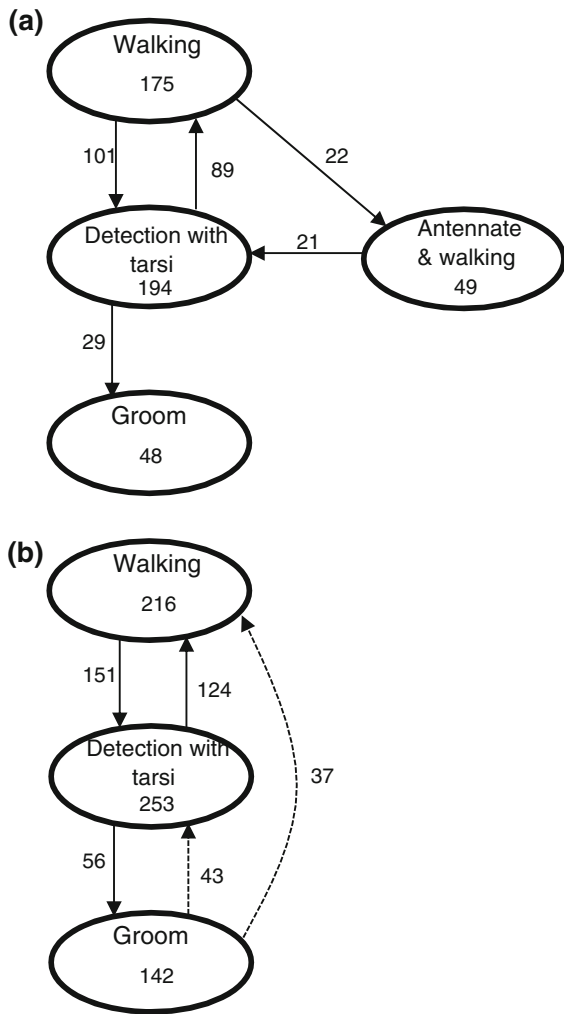 (a)
Walking
175
101
89
22
Detection with
tarsi
194
21
Antennate
& walking
49
29
Groom
48
(b)
Walking
216
151
124
Detection with
tarsi
253
37
56
43
Groom
142